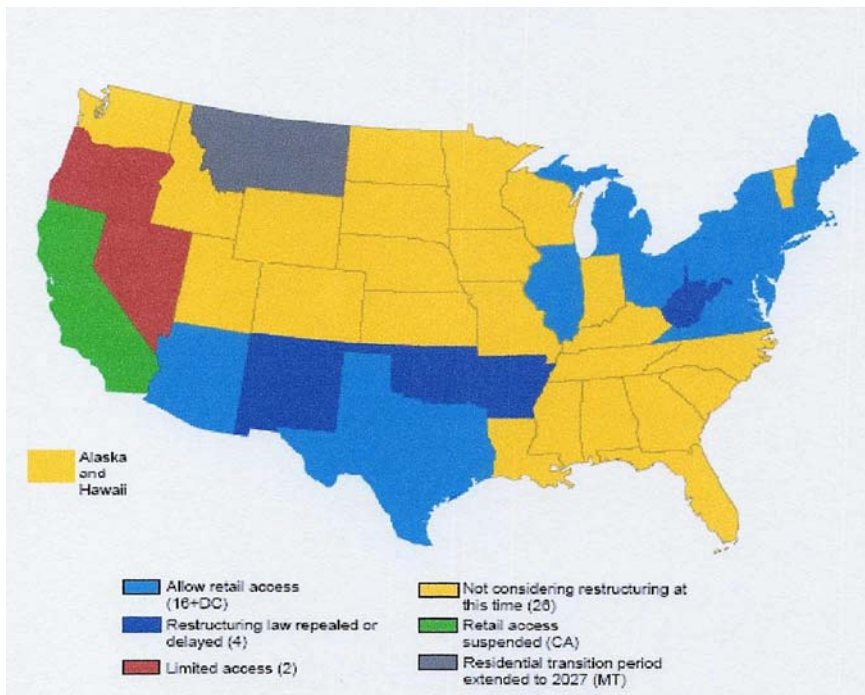 Alaska
and
Hawaii
Allow retail access
(16+DC)
Restructuring law repealed or
delayed (4)
Limited access (2)
Not considering restructuring at
this time (26)
Retail access
suspended (CA)
Residential transition period
extended to 2027 (MT)